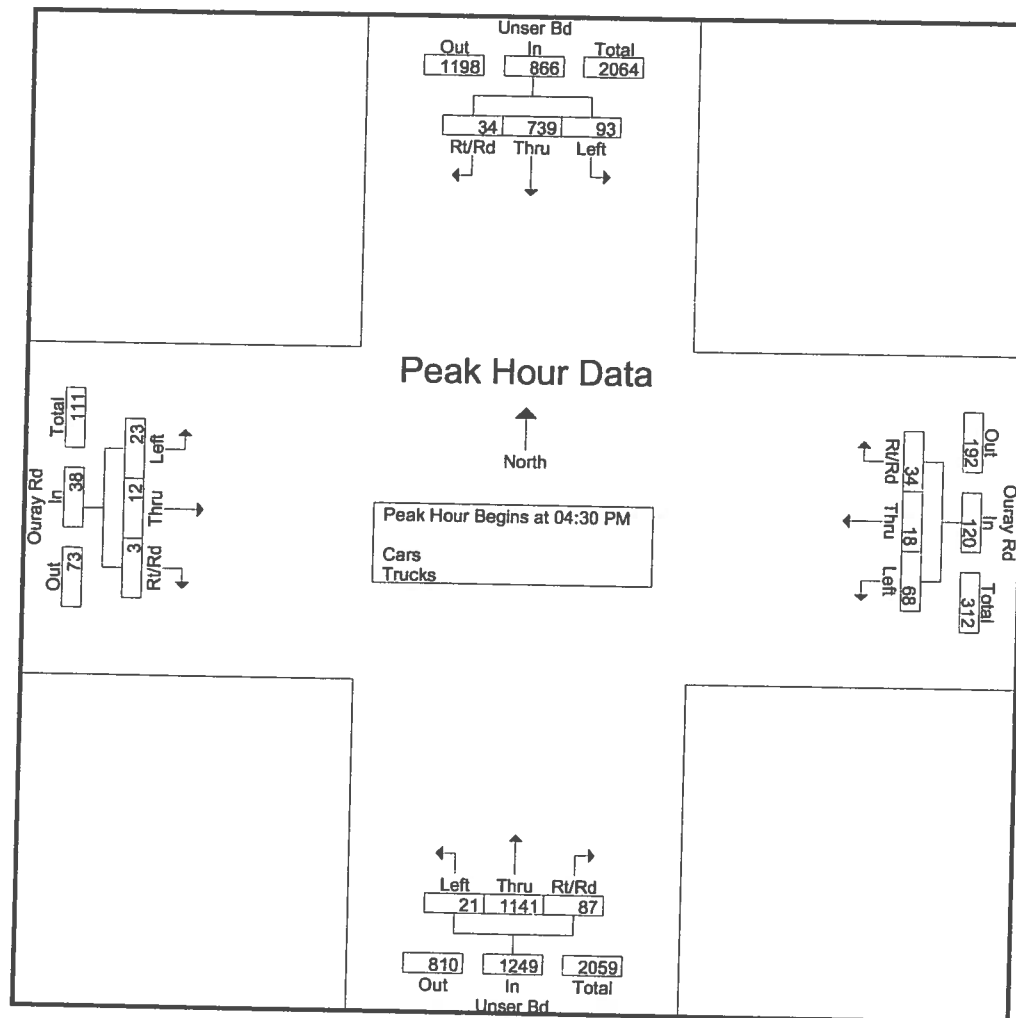 Unser Bd
Out In Total
1198 866 2064
34 739 93
Rt/Rd Thru Left
Peak Hour Data
North
Peak Hour Begins at 04:30 PM
Cars
Trucks
Ouray Rd
Total In Out
111 38 73
23 12 3
Left Thru Rt/Rd
Rt/Rd Thru Left
34 18 68
192 120 312
Out In Total
Ouray Rd
Left Thru Rt/Rd
21 1141 87
810 1249 2059
Out In Total
Unser Bd